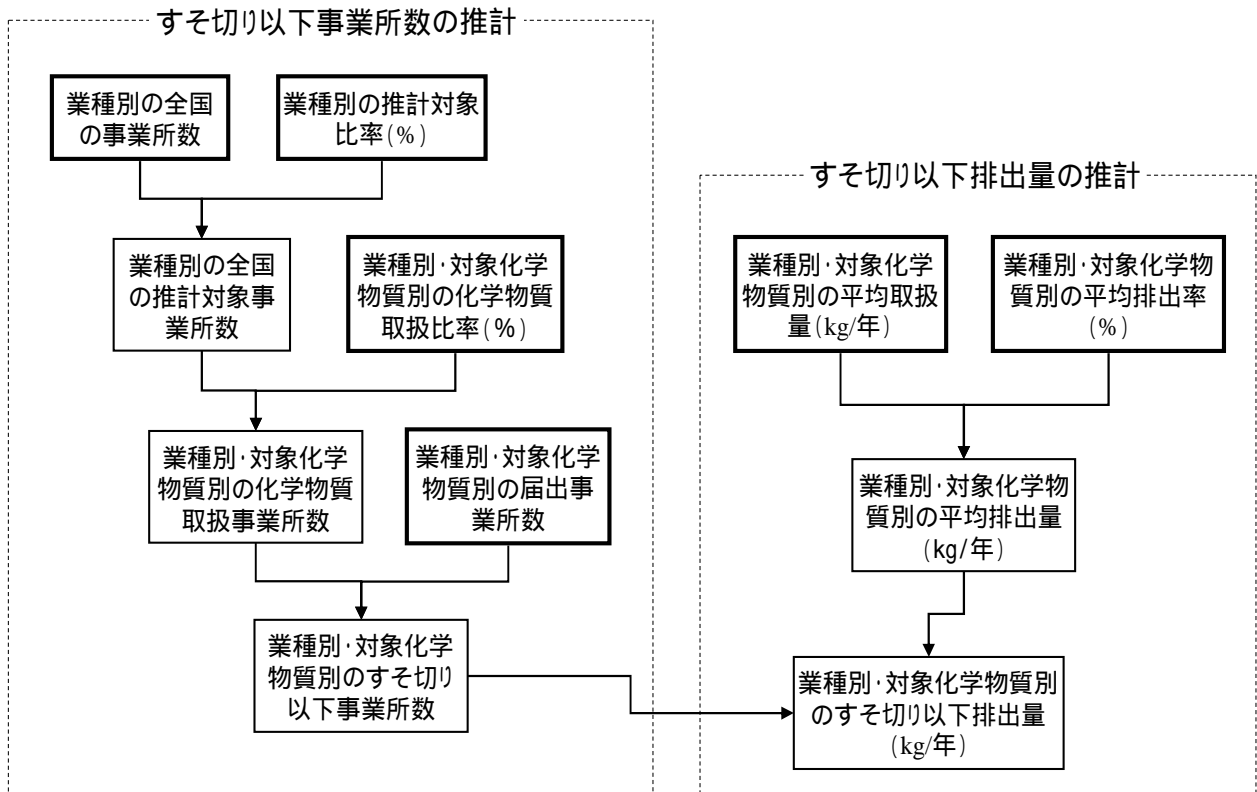 すそ切り以下事業所数の推計
業種別の全国
の事業所数
業種別の推計対象
比率(%)
業種別の全国
の推計対象事
業所数
業種別・対象化学
物質別の化学物質
取扱比率(%)
業種別・対象化学
物質別の化学物質
取扱事業所数
業種別・対象化学
物質別の届出事
業所数
業種別・対象化学
物質別のすそ切り
以下事業所数
すそ切り以下排出量の推計
業種別・対象化学
物質別の平均取扱
量(kg/年)
業種別・対象化学物
質別の平均排出率
(%)
業種別・対象化学物
質別の平均排出量
(kg/年)
業種別・対象化学物質別
のすそ切り以下排出量
(kg/年)